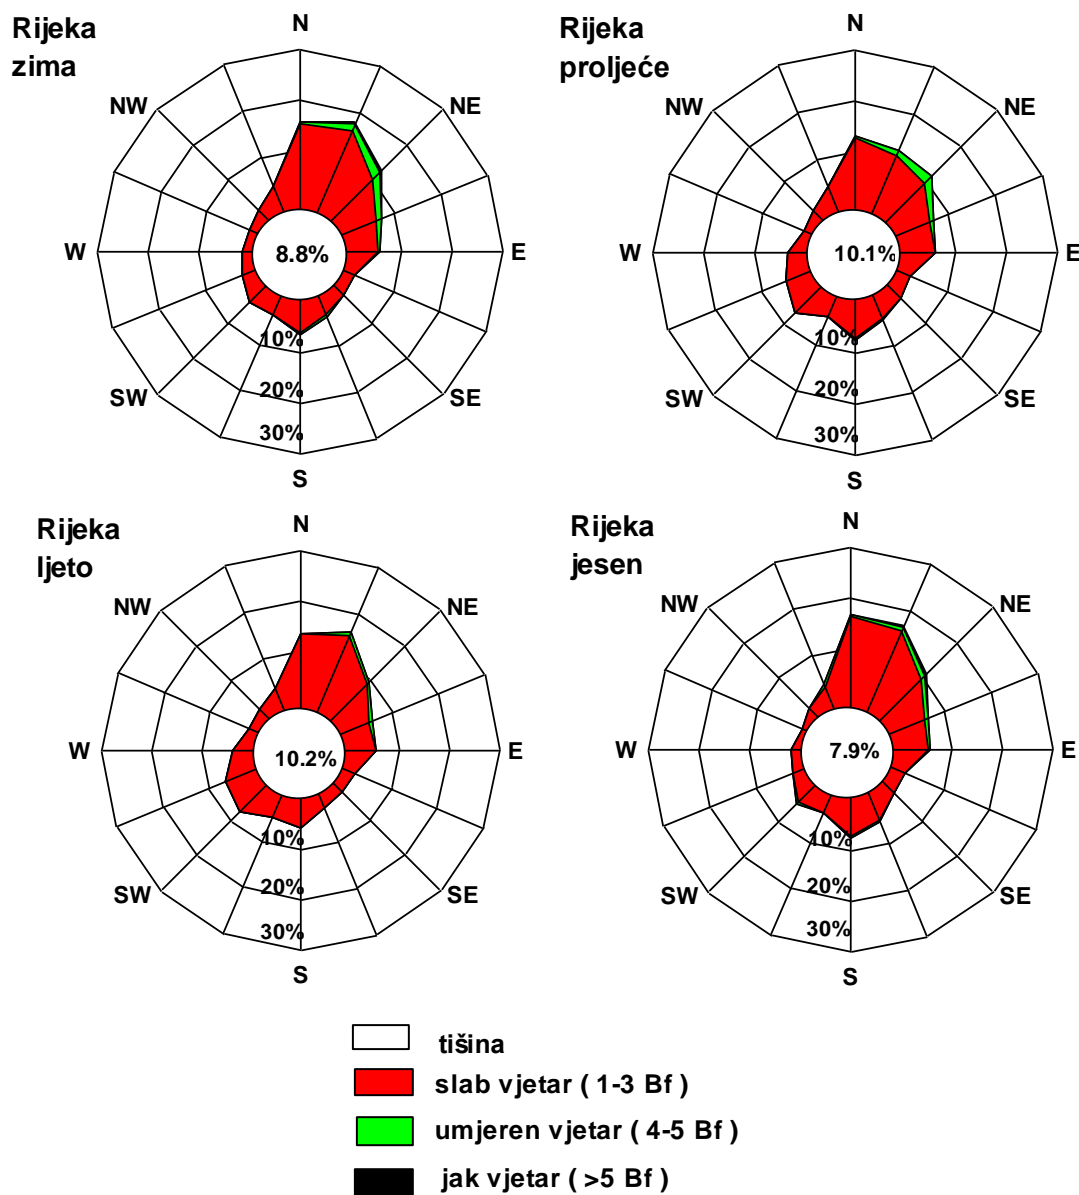 Rijeka
zima
N
NW
NE
W
8.8%
E
10%
SW
20%
SE
30%
S
Rijeka
proljeće
N
NW
NE
W
10.1%
E
10%
SW
20%
SE
30%
S
Rijeka
ljeto
N
NW
NE
W
10.2%
E
10%
SW
20%
SE
30%
S
Rijeka
jesen
N
NW
NE
W
7.9%
E
10%
SW
20%
SE
30%
S
tišina
slab vjetar ( 1-3 Bf )
umjeren vjetar ( 4-5 Bf )
jak vjetar ( >5 Bf )